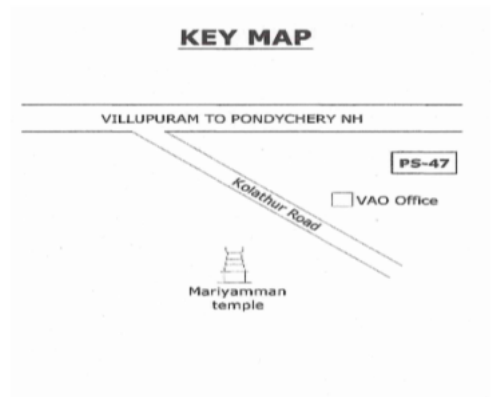 KEY MAP
VILLUPURAM TO PONDYCHERY NH
PS-47
Kolathur Road
VAO Office
Mariyamman
temple